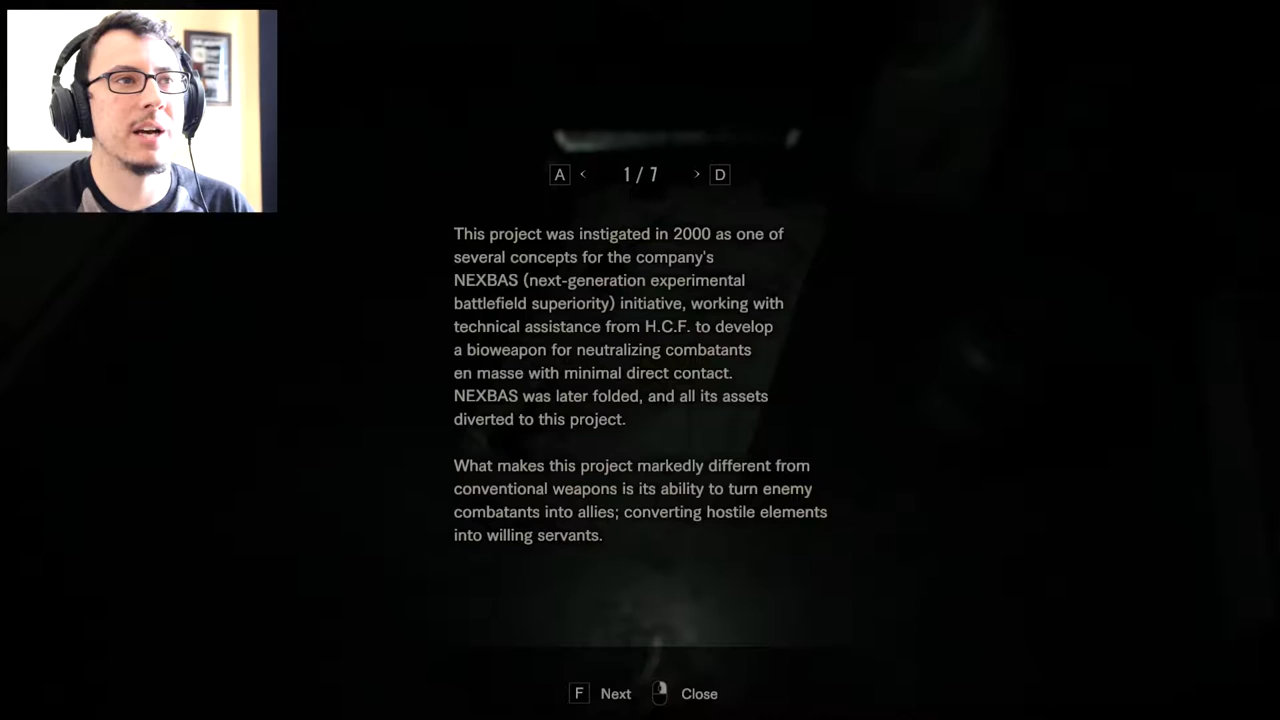 A < 1 / 7 > D
This project was instigated in 2000 as one of
several concepts for the company's
NEXBAS (next-generation experimental
battlefield superiority) initiative, working with
technical assistance from H.C.F. to develop
a bioweapon for neutralizing combatants
en masse with minimal direct contact.
NEXBAS was later folded, and all its assets
diverted to this project.
What makes this project markedly different from
conventional weapons is its ability to turn enemy
combatants into allies; converting hostile elements
into willing servants.
F Next Close